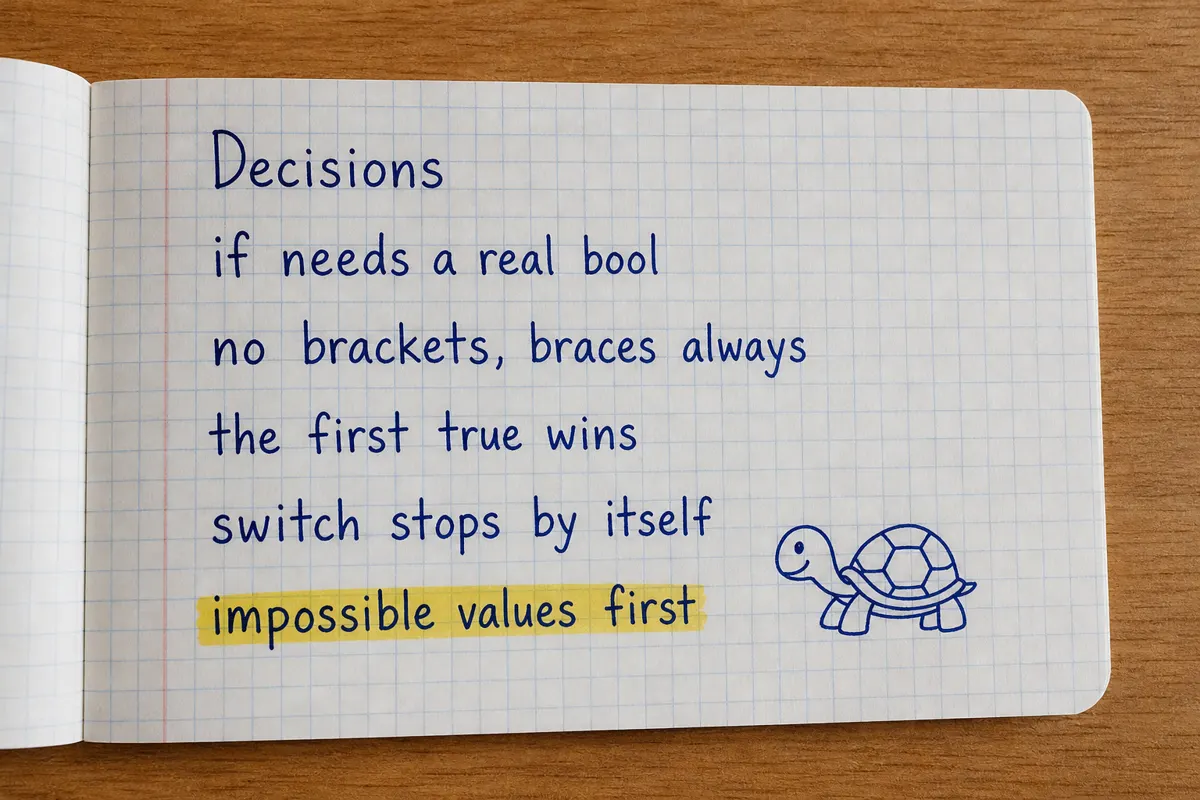 Decisions
if needs a real bool
no brackets, braces always
the first true wins
switch stops by itself
impossible values first